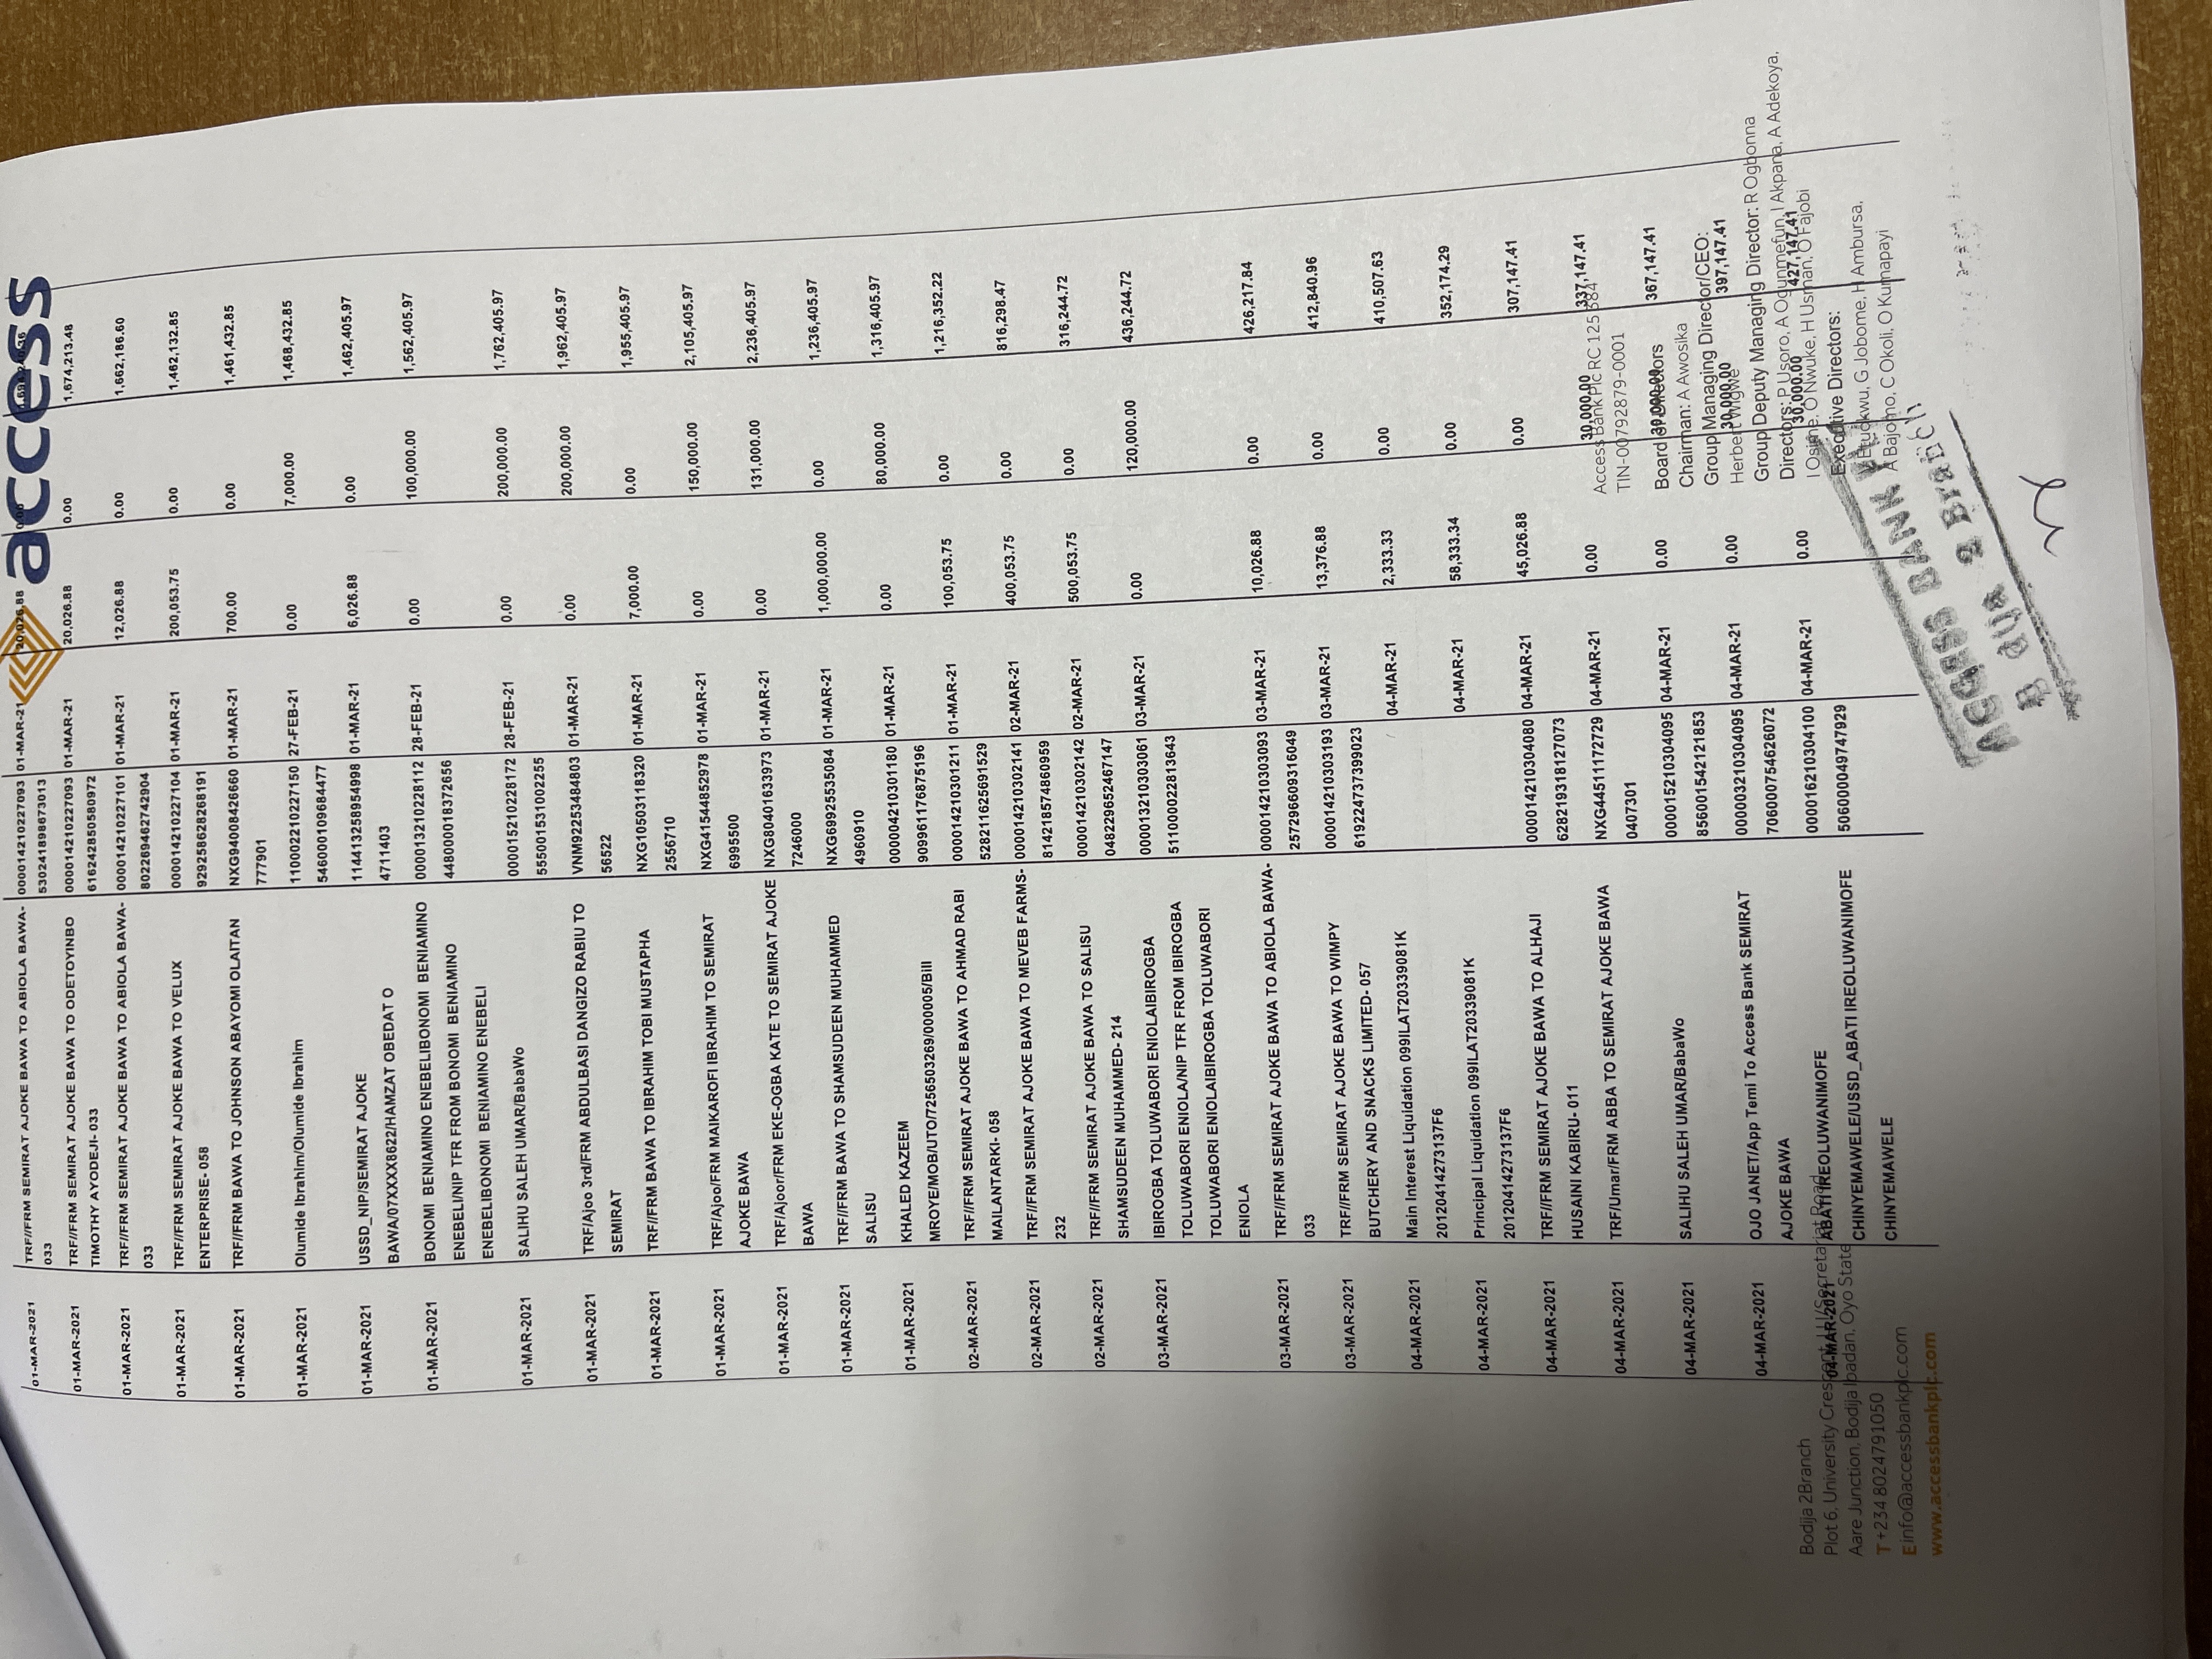 access
01-MAR-2021 TRF//FRM SEMIRAT AJOKE BAWA TO ABIOLA BAWA- 000014210227093 01-MAR-21 20,026.88 0.00 1,694,240.36
033 530241898673013
01-MAR-2021 TRF//FRM SEMIRAT AJOKE BAWA TO ODETOYINBO 000014210227093 01-MAR-21 20,026.88 0.00 1,674,213.48
TIMOTHY AYODEJI- 033 616242850580972
01-MAR-2021 TRF//FRM SEMIRAT AJOKE BAWA TO ABIOLA BAWA- 000014210227101 01-MAR-21 12,026.88 0.00 1,662,186.60
033 802269462742904
01-MAR-2021 TRF//FRM SEMIRAT AJOKE BAWA TO VELUX 000014210227104 01-MAR-21 200,053.75 0.00 1,462,132.85
ENTERPRISE- 058 929258628268191
01-MAR-2021 TRF//FRM BAWA TO JOHNSON ABAYOMI OLAITAN NXG94008426660 01-MAR-21 700.00 0.00 1,461,432.85
777901
01-MAR-2021 Olumide Ibrahim/Olumide Ibrahim 110002210227150 27-FEB-21 0.00 7,000.00 1,468,432.85
546000109684477
01-MAR-2021 USSD_NIP/SEMIRAT AJOKE 114413258954998 01-MAR-21 6,026.88 0.00 1,462,405.97
BAWA/07XXXX8622/HAMZAT OBEDAT O 4711403
01-MAR-2021 BONOMI BENIAMINO ENEBELIBONOMI BENIAMINO 000013210228112 28-FEB-21 0.00 100,000.00 1,562,405.97
ENEBELI/NIP TFR FROM BONOMI BENIAMINO 448000018372656
ENEBELIBONOMI BENIAMINO ENEBELI
01-MAR-2021 SALIHU SALEH UMAR/BabaWo 000015210228172 28-FEB-21 0.00 200,000.00 1,762,405.97
555001531002255
01-MAR-2021 TRF/Ajoo 3rd/FRM ABDULBASI DANGIZO RABIU TO VNM92253484803 01-MAR-21 0.00 200,000.00 1,962,405.97
SEMIRAT 56522
01-MAR-2021 TRF//FRM BAWA TO IBRAHIM TOBI MUSTAPHA NXG10503118320 01-MAR-21 7,000.00 0.00 1,955,405.97
2556710
01-MAR-2021 TRF/Ajoo/FRM MAIKAROFI IBRAHIM TO SEMIRAT NXG41544852978 01-MAR-21 0.00 150,000.00 2,105,405.97
AJOKE BAWA 6995500
01-MAR-2021 TRF/Ajoor/FRM EKE-OGBA KATE TO SEMIRAT AJOKE NXG80401633973 01-MAR-21 0.00 131,000.00 2,236,405.97
BAWA 7246000
01-MAR-2021 TRF//FRM BAWA TO SHAMSUDEEN MUHAMMED NXG69925535084 01-MAR-21 1,000,000.00 0.00 1,236,405.97
SALISU 4960910
01-MAR-2021 KHALED KAZEEM 000004210301180 01-MAR-21 0.00 80,000.00 1,316,405.97
MROYE/MOB/UTO/7256503269/000005/Bill 909961176875196
02-MAR-2021 TRF//FRM SEMIRAT AJOKE BAWA TO AHMAD RABI 000014210301211 01-MAR-21 100,053.75 0.00 1,216,352.22
MAILANTARKI- 058 528211625691529
02-MAR-2021 TRF//FRM SEMIRAT AJOKE BAWA TO MEVEB FARMS- 000014210302141 02-MAR-21 400,053.75 0.00 816,298.47
232 814218574860959
02-MAR-2021 TRF//FRM SEMIRAT AJOKE BAWA TO SALISU 000014210302142 02-MAR-21 500,053.75 0.00 316,244.72
SHAMSUDEEN MUHAMMED- 214 048229652467147
03-MAR-2021 IBIROGBA TOLUWABORI ENIOLAIBIROGBA 000013210303061 03-MAR-21 0.00 120,000.00 436,244.72
TOLUWABORI ENIOLA/NIP TFR FROM IBIROGBA 511000022813643
TOLUWABORI ENIOLAIBIROGBA TOLUWABORI
ENIOLA
03-MAR-2021 TRF//FRM SEMIRAT AJOKE BAWA TO ABIOLA BAWA- 000014210303093 03-MAR-21 10,026.88 0.00 426,217.84
033 257296609316049
03-MAR-2021 TRF//FRM SEMIRAT AJOKE BAWA TO WIMPY 000014210303193 03-MAR-21 13,376.88 0.00 412,840.96
BUTCHERY AND SNACKS LIMITED- 057 619224737399023
04-MAR-2021 Main Interest Liquidation 099ILAT20339081K 04-MAR-21 2,333.33 0.00 410,507.63
20120414273137F6
04-MAR-2021 Principal Liquidation 099ILAT20339081K 04-MAR-21 58,333.34 0.00 352,174.29
20120414273137F6
04-MAR-2021 TRF//FRM SEMIRAT AJOKE BAWA TO ALHAJI 000014210304080 04-MAR-21 45,026.88 0.00 307,147.41
HUSAINI KABIRU- 011 628219318127073
04-MAR-2021 TRF/Umar/FRM ABBA TO SEMIRAT AJOKE BAWA NXG44511172729 04-MAR-21 0.00 30,000.00 337,147.41
0407301
04-MAR-2021 SALIHU SALEH UMAR/BabaWo 000015210304095 04-MAR-21 0.00 30,000.00 367,147.41
856001542121853
04-MAR-2021 OJO JANET/App Temi To Access Bank SEMIRAT 000003210304095 04-MAR-21 0.00 30,000.00 397,147.41
AJOKE BAWA 706000754626072
04-MAR-2021 ABATI IREOLUWANIMOFE 000016210304100 04-MAR-21 0.00 30,000.00 427,147.41
CHINYEMAWELE/USSD_ABATI IREOLUWANIMOFE 506000049747929
CHINYEMAWELE
Bodija 2Branch
Plot 6, University Crescent, U.I/Secretariat Road
Aare Junction, Bodija Ibadan, Oyo State
T +234 8024791050
E info@accessbankplc.com
www.accessbankplc.com
Access Bank Plc RC 125 384
TIN-00792879-0001
Board of Directors
Chairman: A Awosika
Group Managing Director/CEO:
Herbert Wigwe
Group Deputy Managing Director: R Ogbonna
Directors: P Usoro, A Ogunmefun, I Akpana, A Adekoya,
I Osime, O Nwuke, H Usman, O Fajobi
Executive Directors:
Etuokwu, G Jobome, H Ambursa,
A Bajomo, C Okoli, O Kumapayi
ACCESS BANK PLC
B dija 2 Branch